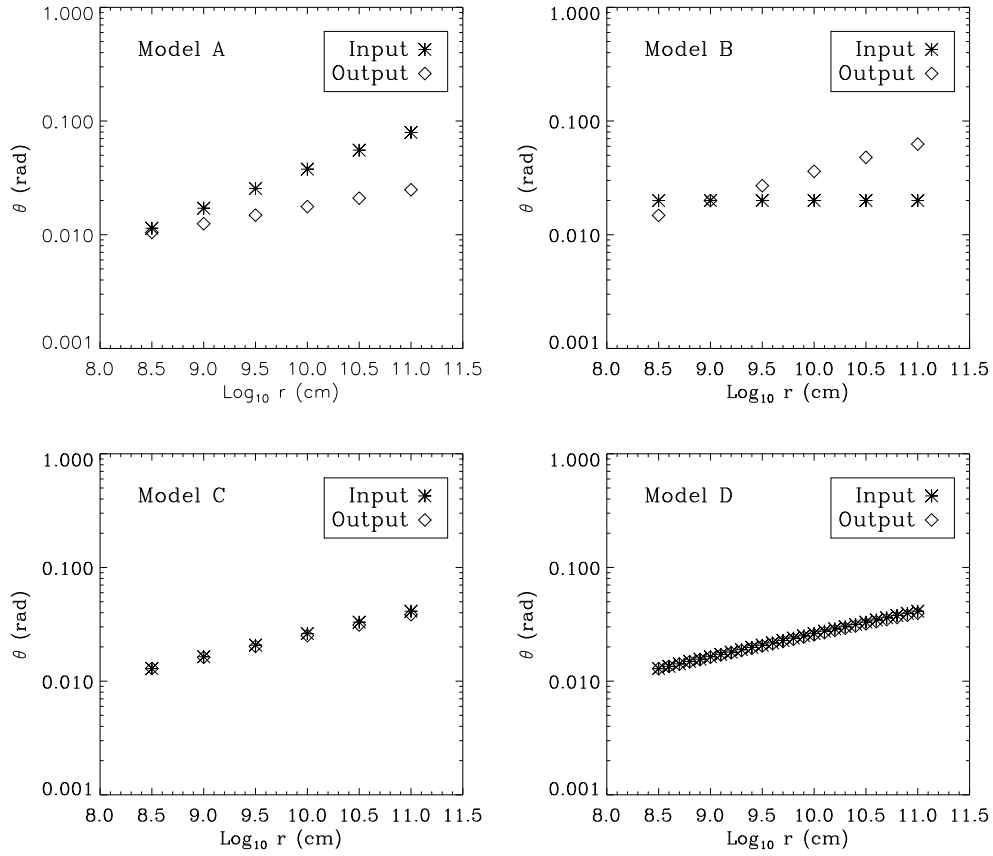 Model A
Input
Output
1.000
0.100
0.010
0.001
θ (rad)
8.0 8.5 9.0 9.5 10.0 10.5 11.0 11.5
Log10 r (cm)
Model B
Input
Output
1.000
0.100
0.010
0.001
θ (rad)
8.0 8.5 9.0 9.5 10.0 10.5 11.0 11.5
Log10 r (cm)
Model C
Input
Output
1.000
0.100
0.010
0.001
θ (rad)
8.0 8.5 9.0 9.5 10.0 10.5 11.0 11.5
Log10 r (cm)
Model D
Input
Output
1.000
0.100
0.010
0.001
θ (rad)
8.0 8.5 9.0 9.5 10.0 10.5 11.0 11.5
Log10 r (cm)